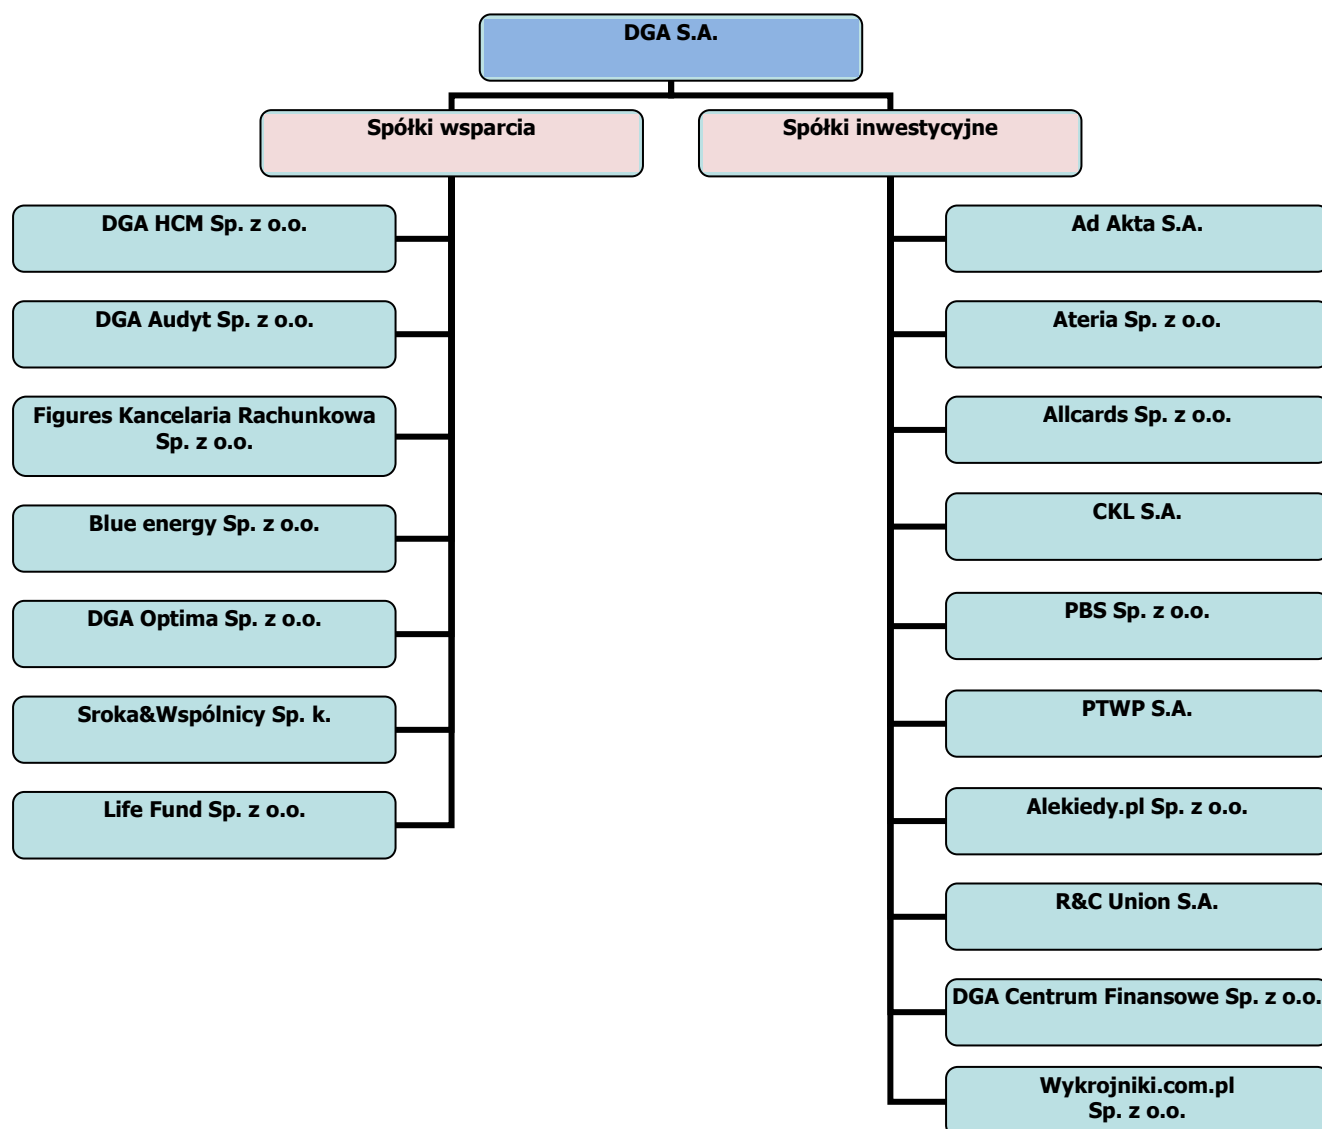 DGA S.A.
Spółki wsparcia
Spółki inwestycyjne
DGA HCM Sp. z o.o.
DGA Audyt Sp. z o.o.
Figures Kancelaria Rachunkowa
Sp. z o.o.
Blue energy Sp. z o.o.
DGA Optima Sp. z o.o.
Sroka&Wspólnicy Sp. k.
Life Fund Sp. z o.o.
Ad Akta S.A.
Ateria Sp. z o.o.
Allcards Sp. z o.o.
CKL S.A.
PBS Sp. z o.o.
PTWP S.A.
Alekiedy.pl Sp. z o.o.
R&C Union S.A.
DGA Centrum Finansowe Sp. z o.o.
Wykrojniki.com.pl
Sp. z o.o.